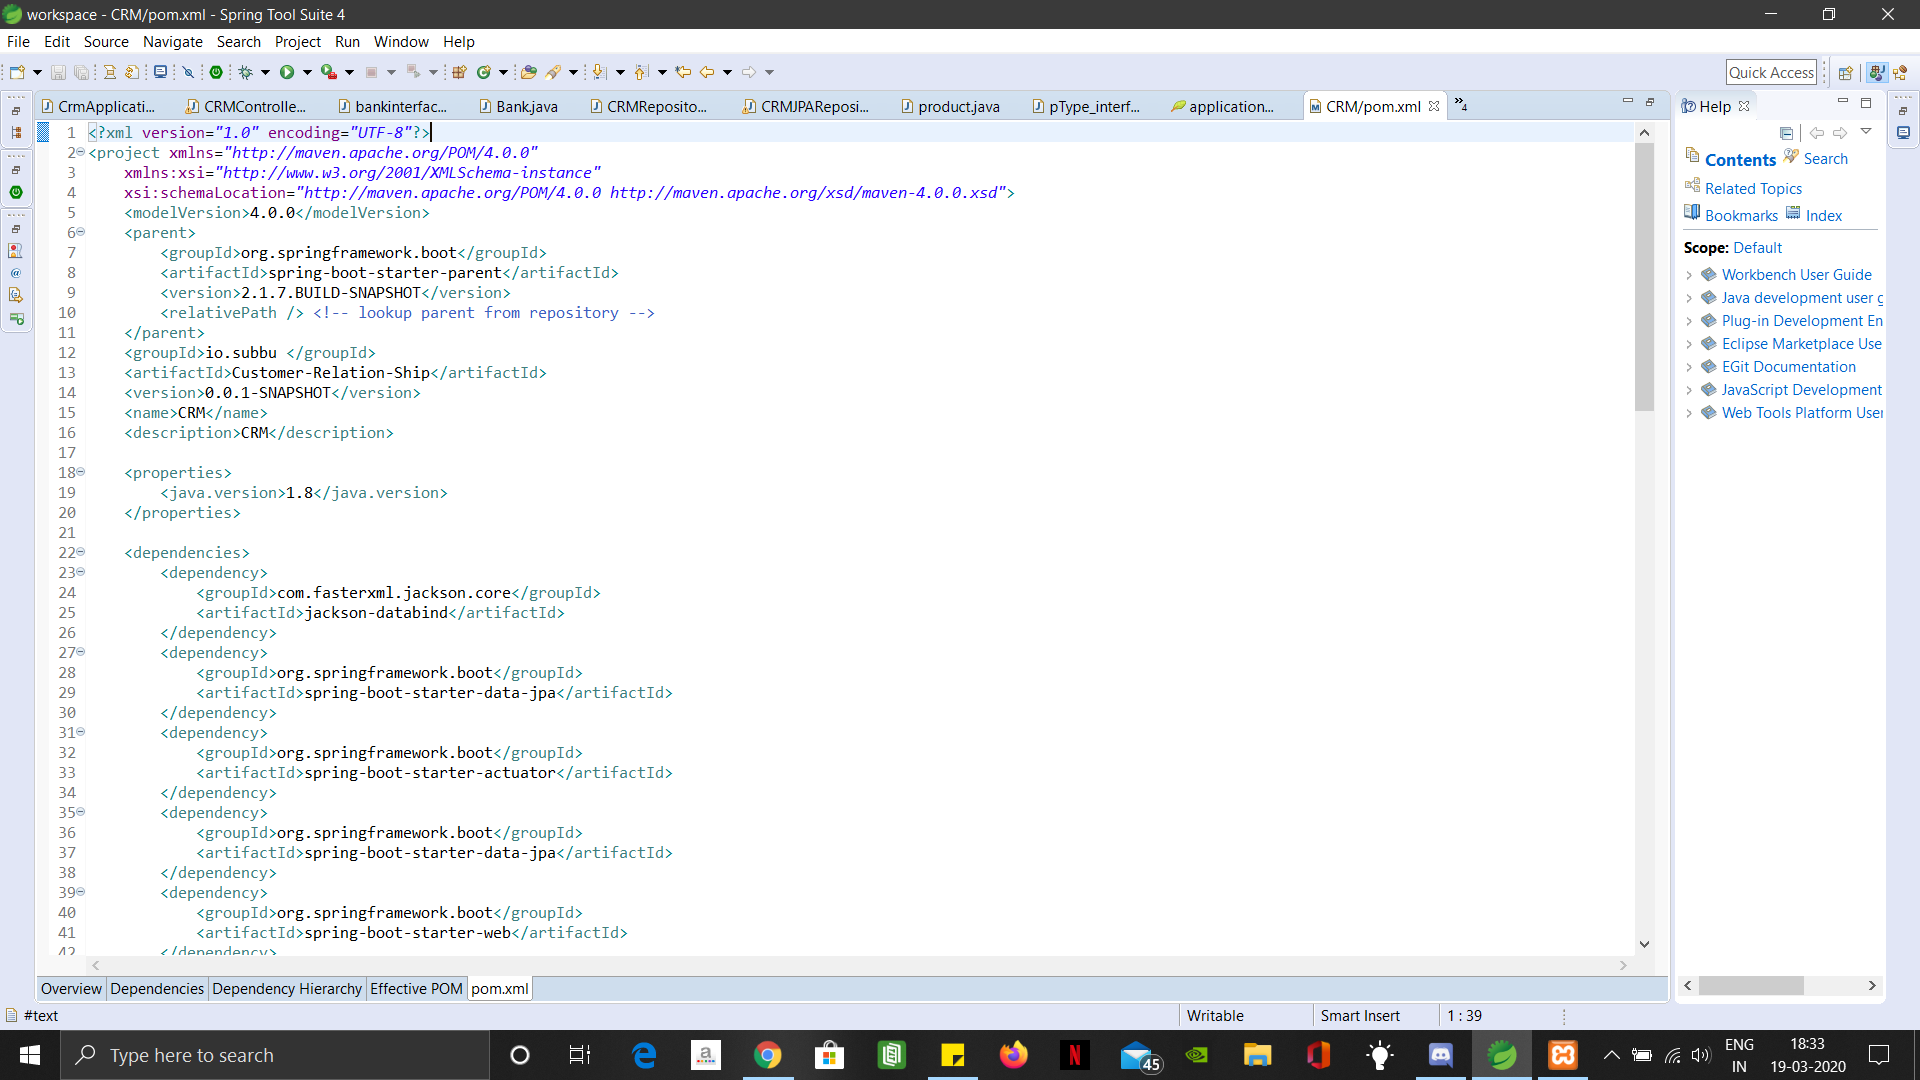 workspace - CRM/pom.xml - Spring Tool Suite 4
File Edit Source Navigate Search Project Run Window Help
Quick Access
CrmApplicati... CRMControlle... bankinterfac... Bank.java CRMReposito... CRMJPAReposi... product.java pType_interf... application... CRM/pom.xml »4
Help
1 <?xml version="1.0" encoding="UTF-8"?>
2 <project xmlns="http://maven.apache.org/POM/4.0.0"
3 xmlns:xsi="http://www.w3.org/2001/XMLSchema-instance"
4 xsi:schemaLocation="http://maven.apache.org/POM/4.0.0 http://maven.apache.org/xsd/maven-4.0.0.xsd">
5 <modelVersion>4.0.0</modelVersion>
6 <parent>
7 <groupId>org.springframework.boot</groupId>
8 <artifactId>spring-boot-starter-parent</artifactId>
9 <version>2.1.7.BUILD-SNAPSHOT</version>
10 <relativePath /> <!-- lookup parent from repository -->
11 </parent>
12 <groupId>io.subbu </groupId>
13 <artifactId>Customer-Relation-Ship</artifactId>
14 <version>0.0.1-SNAPSHOT</version>
15 <name>CRM</name>
16 <description>CRM</description>
17
18 <properties>
19 <java.version>1.8</java.version>
20 </properties>
21
22 <dependencies>
23 <dependency>
24 <groupId>com.fasterxml.jackson.core</groupId>
25 <artifactId>jackson-databind</artifactId>
26 </dependency>
27 <dependency>
28 <groupId>org.springframework.boot</groupId>
29 <artifactId>spring-boot-starter-data-jpa</artifactId>
30 </dependency>
31 <dependency>
32 <groupId>org.springframework.boot</groupId>
33 <artifactId>spring-boot-starter-actuator</artifactId>
34 </dependency>
35 <dependency>
36 <groupId>org.springframework.boot</groupId>
37 <artifactId>spring-boot-starter-data-jpa</artifactId>
38 </dependency>
39 <dependency>
40 <groupId>org.springframework.boot</groupId>
41 <artifactId>spring-boot-starter-web</artifactId>
42 </dependency>
Contents Search
Related Topics
Bookmarks Index
Scope: Default
Workbench User Guide
Java development user g
Plug-in Development En
Eclipse Marketplace Use
EGit Documentation
JavaScript Development
Web Tools Platform User
Overview Dependencies Dependency Hierarchy Effective POM pom.xml
#text Writable Smart Insert 1 : 39
Type here to search
45
ENG
IN
18:33
19-03-2020